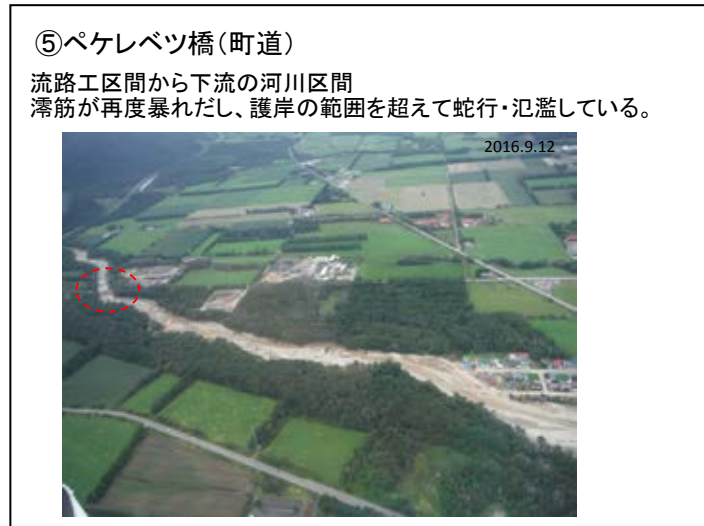 ⑤ペケレベツ橋(町道)
流路工区間から下流の河川区間
澪筋が再度暴れだし、護岸の範囲を超えて蛇行・氾濫している。
2016.9.12